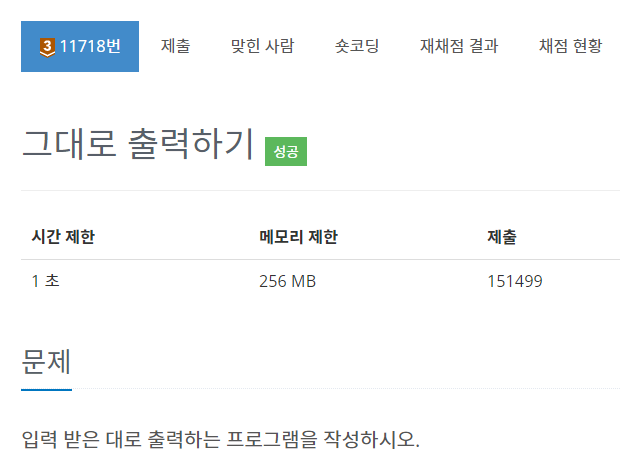 3 11718번 제출 맞힌 사람 숏코딩 재채점 결과 채점 현황
그대로 출력하기 성공
시간 제한 메모리 제한 제출
1 초 256 MB 151499
문제
입력 받은 대로 출력하는 프로그램을 작성하시오.